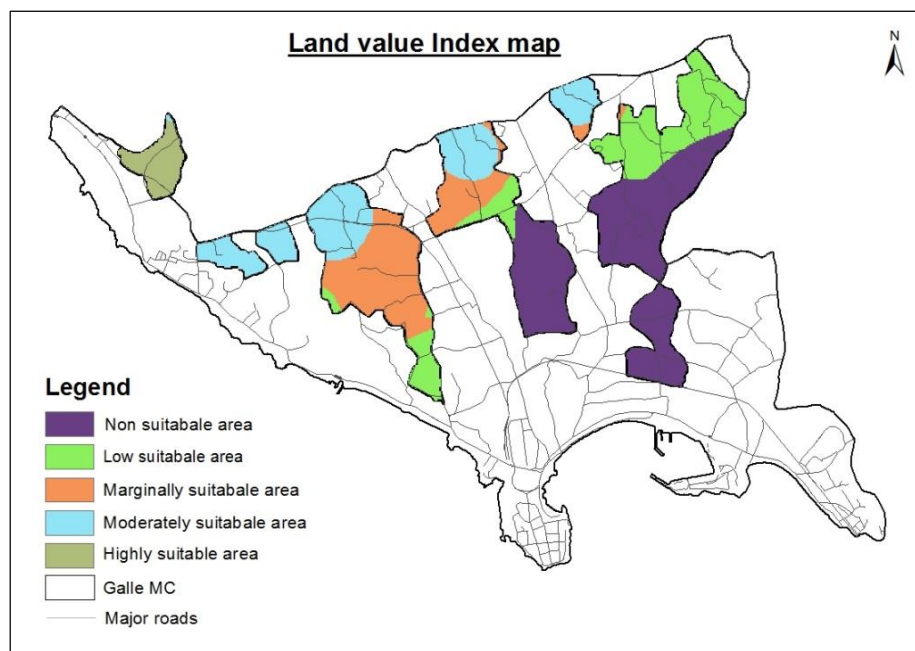 Land value Index map
N
Legend
Non suitabale area
Low suitabale area
Marginally suitabale area
Moderately suitabale area
Highly suitable area
Galle MC
Major roads